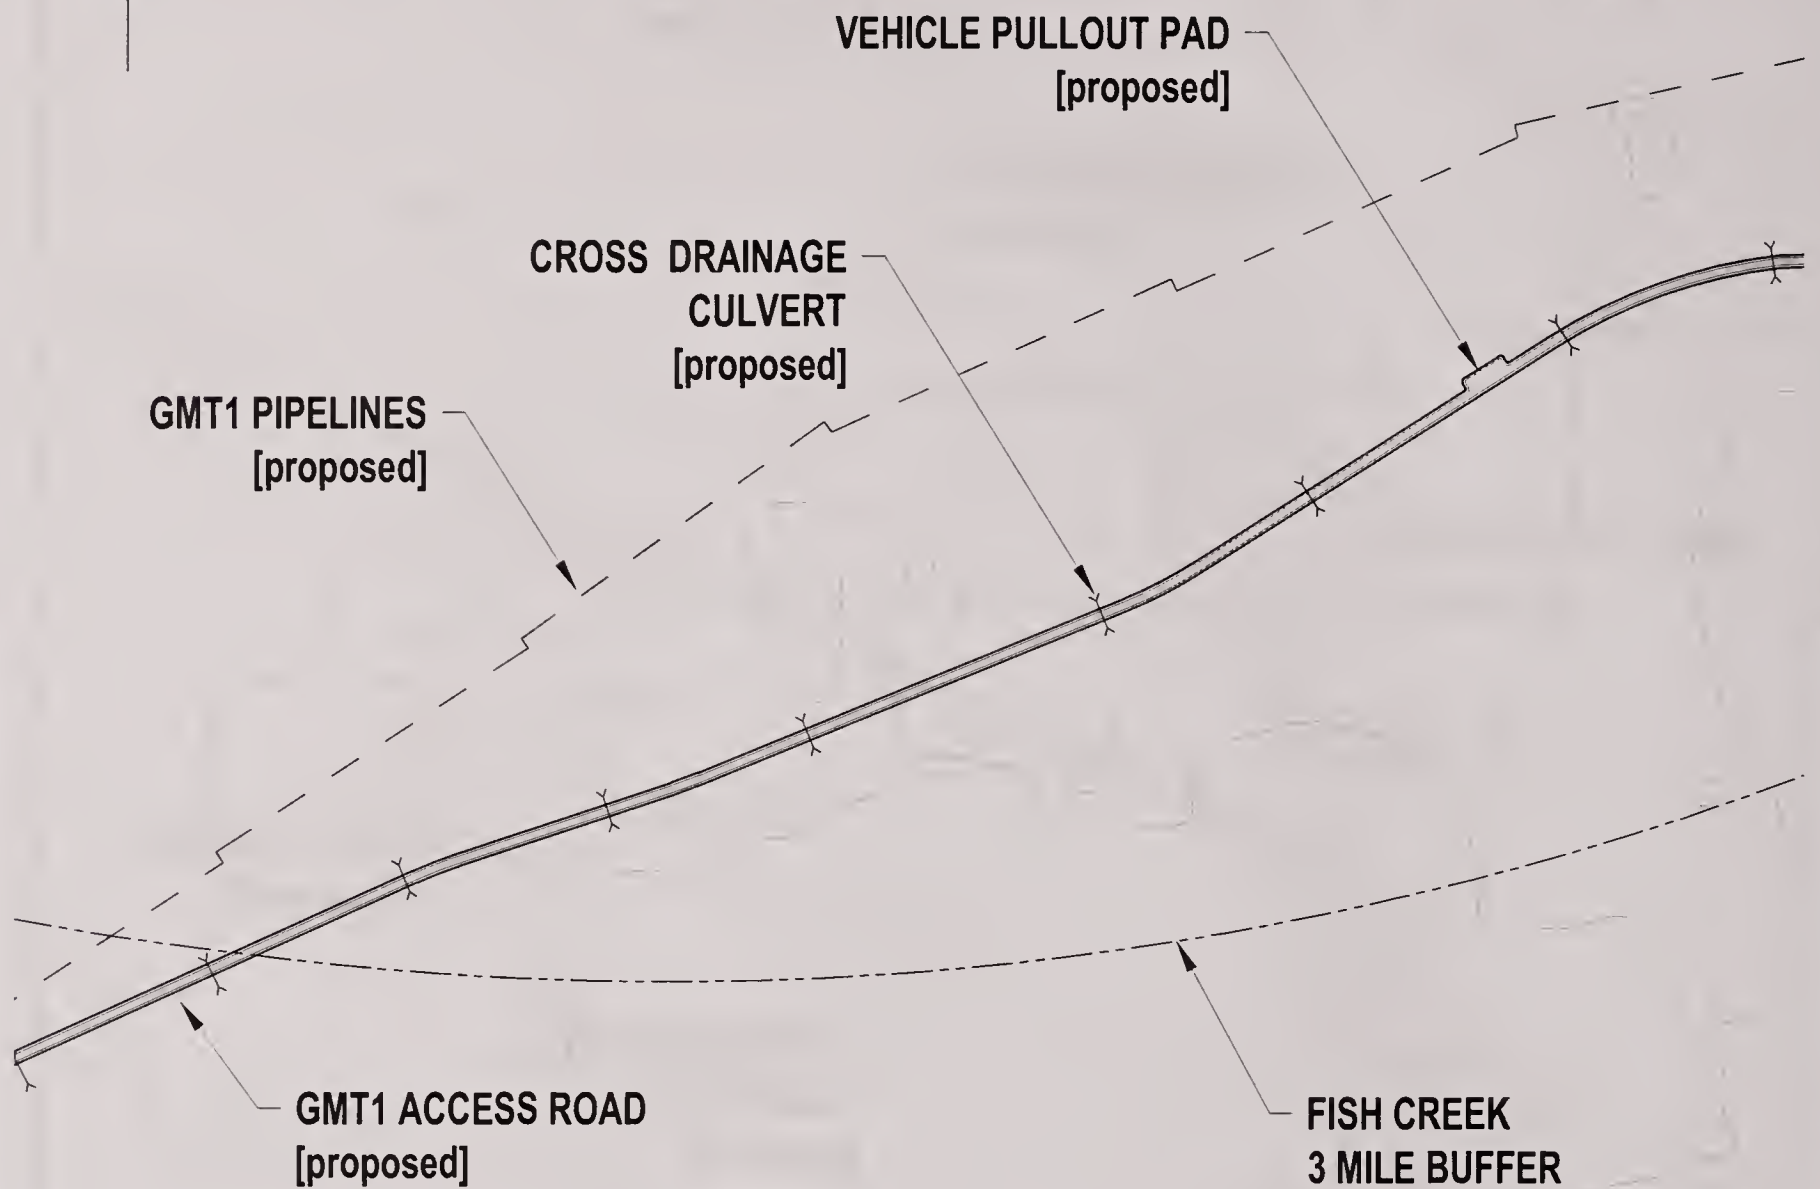 VEHICLE PULLOUT PAD
[proposed]
CROSS DRAINAGE
CULVERT
[proposed]
GMT1 PIPELINES
[proposed]
GMT1 ACCESS ROAD
[proposed]
FISH CREEK
3 MILE BUFFER